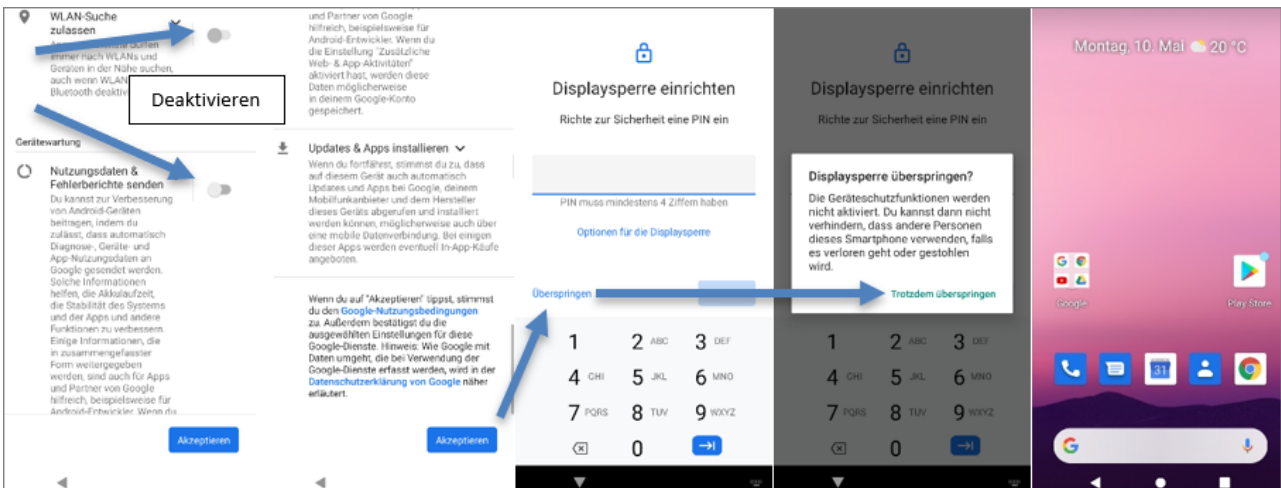 WLAN-Suche
zulassen
immer nach WLANs und
Geräten in der Nähe suchen,
auch wenn WLAN
Bluetooth
Deaktivieren
Gerätewartung
Nutzungsdaten &
Fehlerberichte senden
Du kannst zur Verbesserung
von Android-Geräten
beitragen, indem du
zulässt, dass automatisch
Diagnose-, Geräte- und
App-Nutzungsdaten an
Google gesendet werden.
Solche Informationen
helfen, die Akkulaufzeit,
die Stabilität des Systems
und der Apps und andere
Funktionen zu verbessern.
Einige Informationen, die
in zusammengefasster
Form weitergegeben
werden, sind auch für Apps
und Partner von Google
hilfreich, beispielsweise für
Android-Entwickler. Wenn du
Akzeptieren
und Partner von Google
hilfreich, beispielsweise für
Android-Entwickler. Wenn du
die Einstellung "Zusätzliche
Web- & App-Aktivitäten"
aktiviert hast, werden diese
Daten möglicherweise
in deinem Google-Konto
gespeichert.
Updates & Apps installieren
Wenn du fortfährst, stimmst du zu, dass
auf diesem Gerät auch automatisch
Updates und Apps bei Google, deinem
Mobilfunkanbieter und dem Hersteller
dieses Geräts abgerufen und installiert
werden können, möglicherweise auch über
eine mobile Datenverbindung. Bei einigen
dieser Apps werden eventuell In-App-Käufe
angeboten.
Wenn du auf "Akzeptieren" tippst, stimmst
du den Google-Nutzungsbedingungen
zu. Außerdem bestätigst du die
ausgewählten Einstellungen für diese
Google-Dienste. Hinweis: Wie Google mit
Daten umgeht, die bei Verwendung der
Google-Dienste erfasst werden, wird in der
Datenschutzerklärung von Google näher
erläutert.
Akzeptieren
Displaysperre einrichten
Richte zur Sicherheit eine PIN ein
PIN muss mindestens 4 Ziffern haben
Optionen für die Displaysperre
Überspringen
1 2 ABC 3 DEF
4 GHI 5 JKL 6 MNO
7 PQRS 8 TUV 9 WXYZ
0
Displaysperre einrichten
Richte zur Sicherheit eine PIN ein
Displaysperre überspringen?
Die Geräteschutzfunktionen werden
nicht aktiviert. Du kannst dann nicht
verhindern, dass andere Personen
dieses Smartphone verwenden, falls
es verloren geht oder gestohlen
wird.
Trotzdem überspringen
1 2 ABC 3 DEF
4 GHI 5 JKL 6 MNO
7 PQRS 8 TUV 9 WXYZ
0
Montag, 10. Mai 20 °C
Google Play Store
31